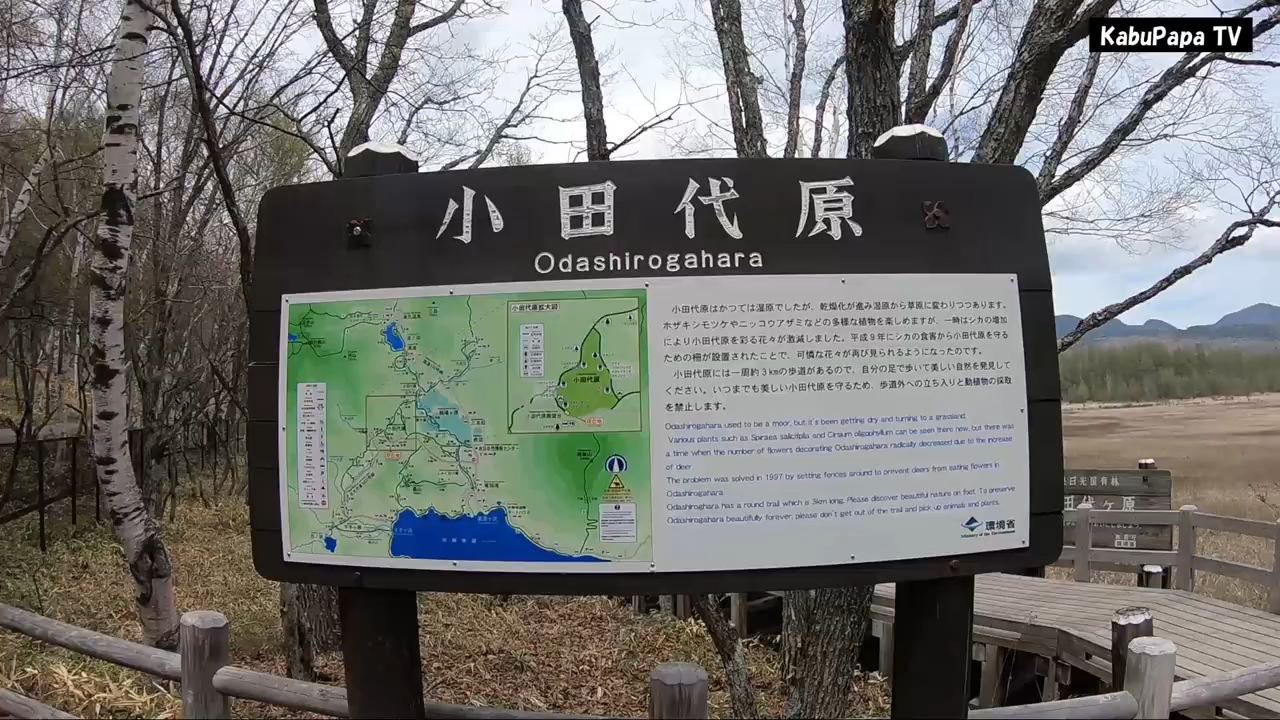 KabuPapa TV
小田代原
Odashirogahara
小田代原拡大図
小田代原
小田代原はかつては湿原でしたが、乾燥化が進み湿原から草原に変わりつつあります。
ホザキシモツケやニッコウアザミなどの多様な植物を楽しめますが、一時はシカの増加
により小田代原を彩る花々が激減しました。平成9年にシカの食害から小田代原を守る
ための柵が設置されたことで、可憐な花々が再び見られるようになったのです。
小田代原には一周約3kmの歩道があるので、自分の足で歩いて美しい自然を発見して
ください。いつまでも美しい小田代原を守るため、歩道外への立ち入りと動植物の採取
を禁止します。
Odashirogahara used to be a moor, but it's been getting dry and turning to a grassland.
Various plants such as Spiraea salicifplia and Cirsium oligophyllum can be seen there now, but there was
a time when the number of flowers decorating Odashirogahara radically decreased due to the increase
of deer
The problem was solved in 1997 by setting fences around to prevent deers from eating flowers in
Odashirogahara
Odashirogahara has a round trail which is 3km long. Please discover beautiful nature on foot. To preserve
Odashirogahara beautifully forever, please don't get out of the trail and pick up animals and plants.
環境省
Ministry of the Environment